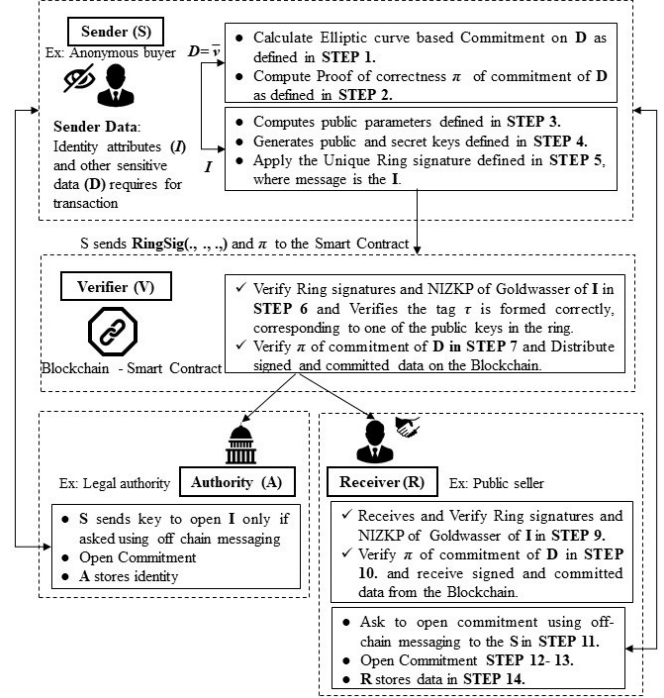 Sender (S)
Ex: Anonymous buyer
D= v̅
● Calculate Elliptic curve based Commitment on D as
defined in STEP 1.
● Compute Proof of correctness π of commitment of D
as defined in STEP 2.
Sender Data:
Identity attributes (I)
and other sensitive
data (D) requires for
transaction
I
● Computes public parameters defined in STEP 3.
● Generates public and secret keys defined in STEP 4.
● Apply the Unique Ring signature defined in STEP 5,
where message is the I.
S sends RingSig(., ., .,) and π to the Smart Contract
Verifier (V)
Blockchain - Smart Contract
✓ Verify Ring signatures and NIZKP of Goldwasser of I in
STEP 6 and Verifies the tag τ is formed correctly,
corresponding to one of the public keys in the ring.
✓ Verify π of commitment of D in STEP 7 and Distribute
signed and committed data on the Blockchain.
Ex: Legal authority
Authority (A)
● S sends key to open I only if
asked using off chain messaging
● Open Commitment
● A stores identity
Receiver (R)
Ex: Public seller
✓ Receives and Verify Ring signatures and
NIZKP of Goldwasser of I in STEP 9.
✓ Verify π of commitment of D in STEP
10. and receive signed and committed
data from the Blockchain.
● Ask to open commitment using off-
chain messaging to the S in STEP 11.
● Open Commitment STEP 12- 13.
● R stores data in STEP 14.